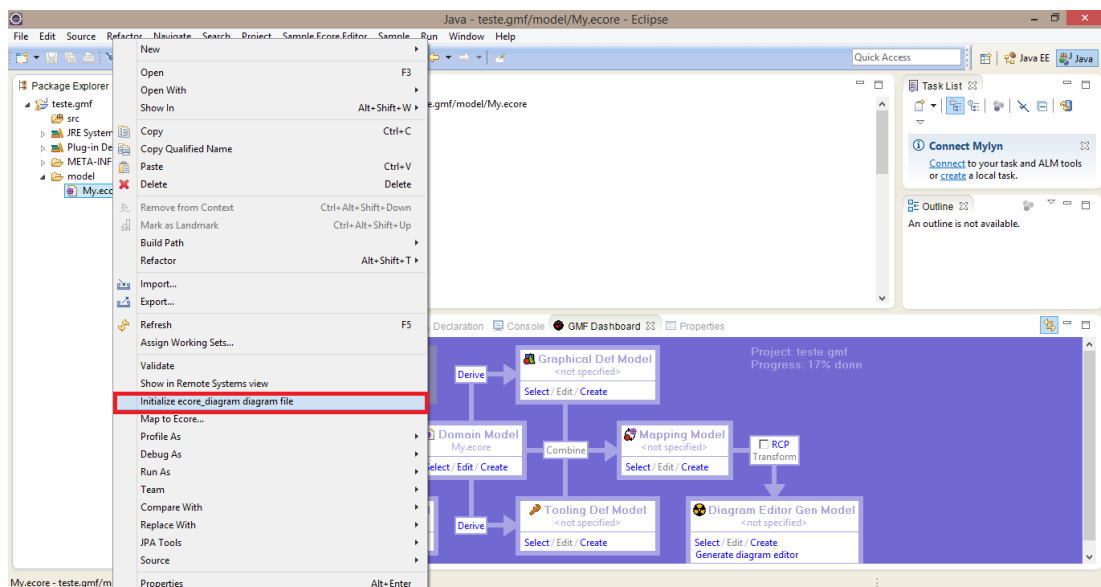 Java - teste.gmf/model/My.ecore - Eclipse
File Edit Source Refactor Navigate Search Project Sample Ecore Editor Sample Run Window Help
Quick Access
Java EE
Java
Package Explorer
teste.gmf
src
JRE System
Plug-in De
META-INF
model
My.eco
New
Open F3
Open With
Show In Alt+Shift+W
Copy Ctrl+C
Copy Qualified Name
Paste Ctrl+V
Delete Delete
Remove from Context Ctrl+Alt+Shift+Down
Mark as Landmark Ctrl+Alt+Shift+Up
Build Path
Refactor Alt+Shift+T
Import...
Export...
Refresh F5
Assign Working Sets...
Validate
Show in Remote Systems view
Initialize ecore_diagram diagram file
Map to Ecore...
Profile As
Debug As
Run As
Team
Compare With
Replace With
JPA Tools
Source
Properties Alt+Enter
e.gmf/model/My.ecore
Task List
Connect Mylyn
Connect to your task and ALM tools
or create a local task.
Outline
An outline is not available.
Declaration Console GMF Dashboard Properties
Project: teste.gmf
Progress: 17% done
Derive
Graphical Def Model
<not specified>
Select / Edit / Create
Domain Model
My.ecore
Select / Edit / Create
Combine
Mapping Model
<not specified>
Select / Edit / Create
RCP
Transform
Derive
Tooling Def Model
<not specified>
Select / Edit / Create
Diagram Editor Gen Model
<not specified>
Select / Edit / Create
Generate diagram editor
My.ecore - teste.gmf/m